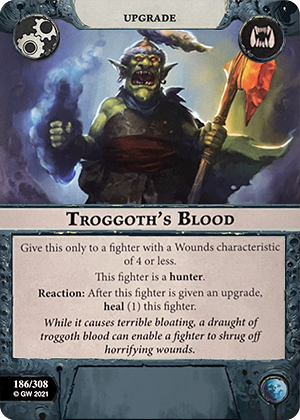 UPGRADE
TROGGOTH'S BLOOD
Give this only to a fighter with a Wounds characteristic
of 4 or less.
This fighter is a hunter.
Reaction: After this fighter is given an upgrade,
heal (1) this fighter.
While it causes terrible bloating, a draught of
troggoth blood can enable a fighter to shrug off
horrifying wounds.
186/308
© GW 2021